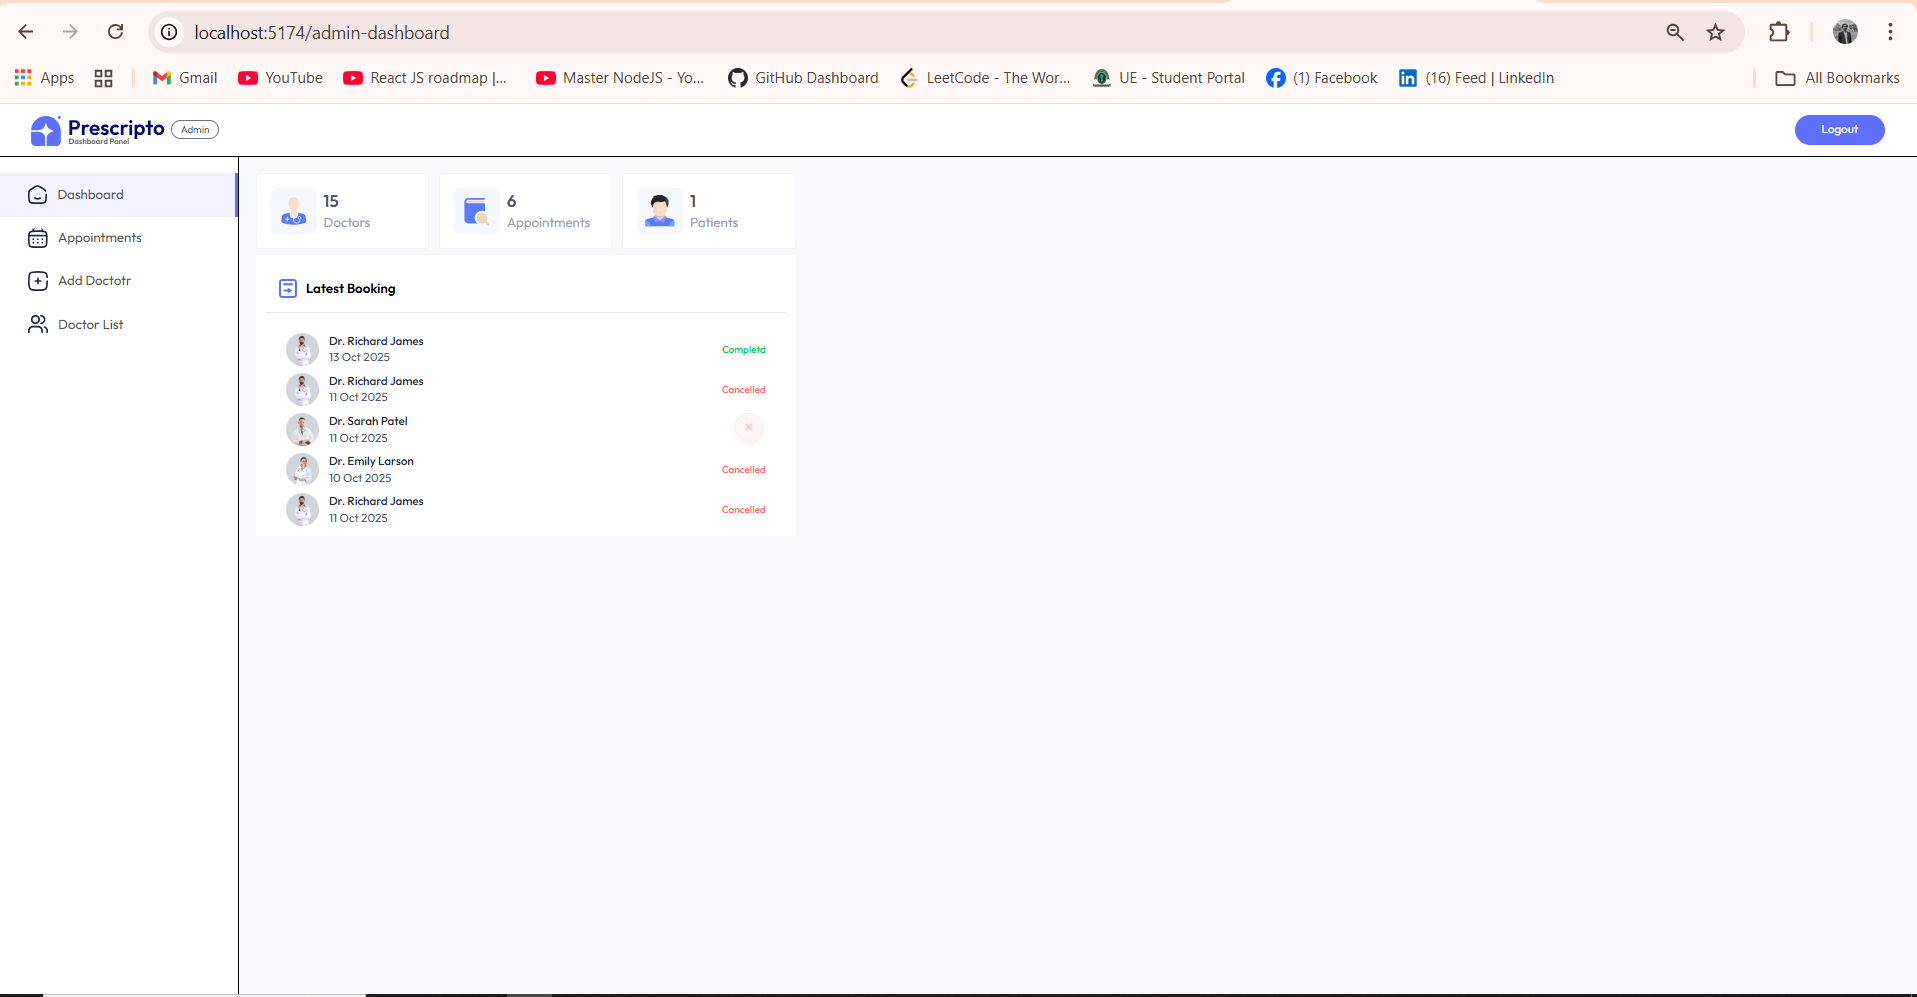 localhost:5174/admin-dashboard
Apps Gmail YouTube React JS roadmap |... Master NodeJS - Yo... GitHub Dashboard LeetCode - The Wor... UE - Student Portal (1) Facebook (16) Feed | LinkedIn All Bookmarks
Prescripto Admin Logout
Dashboard Panel
Dashboard
Appointments
Add Doctotr
Doctor List
15
Doctors
6
Appointments
1
Patients
Latest Booking
Dr. Richard James
13 Oct 2025
Completd
Dr. Richard James
11 Oct 2025
Cancelled
Dr. Sarah Patel
11 Oct 2025
Dr. Emily Larson
10 Oct 2025
Cancelled
Dr. Richard James
11 Oct 2025
Cancelled